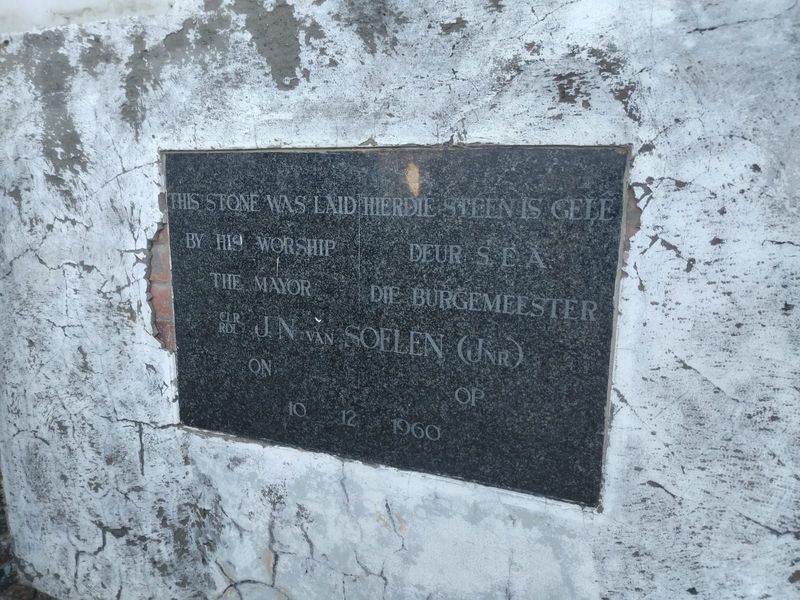 THIS STONE WAS LAID HIERDIE STEEN IS GELE
BY HIS WORSHIP DEUR S.E.A.
THE MAYOR DIE BURGEMEESTER
CLR RDL J.N. VAN SOELEN (JNR)
ON OP
10 12 1960